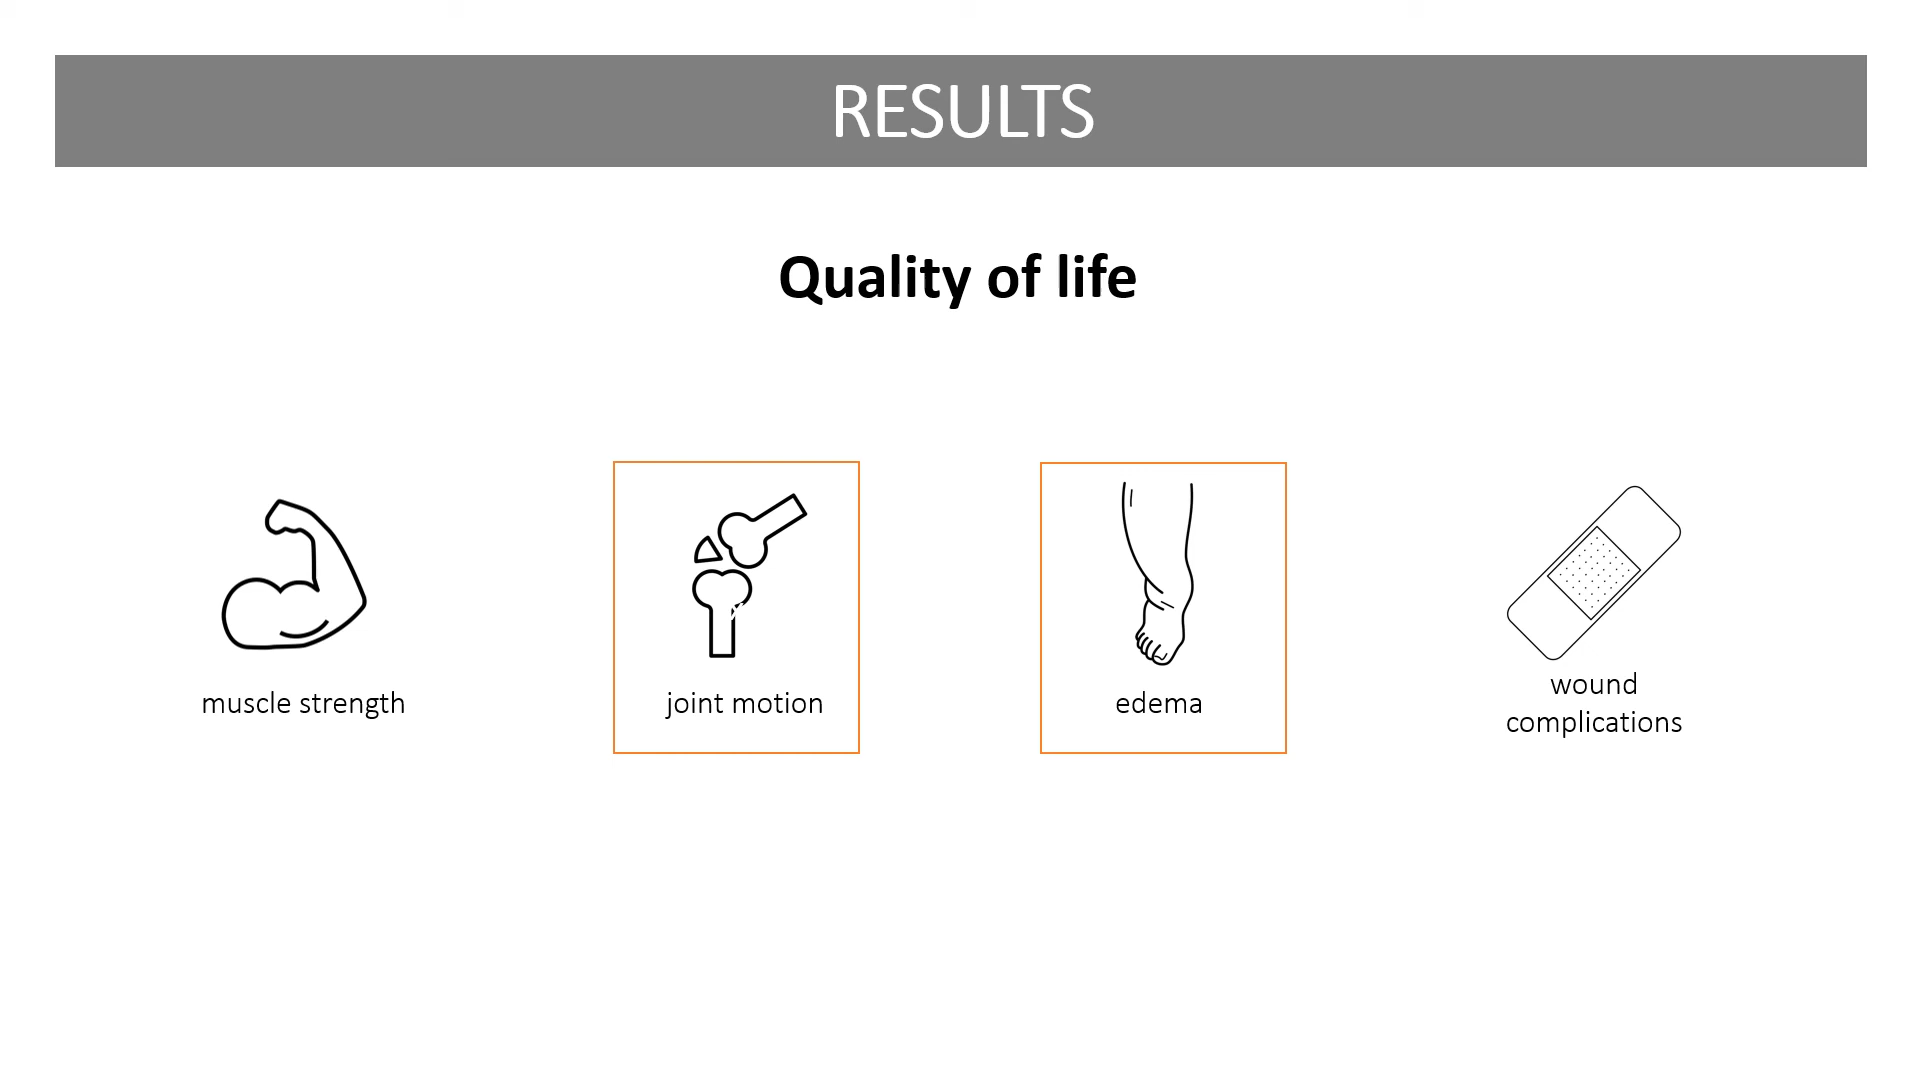 RESULTS
Quality of life
muscle strength
joint motion
edema
wound
complications